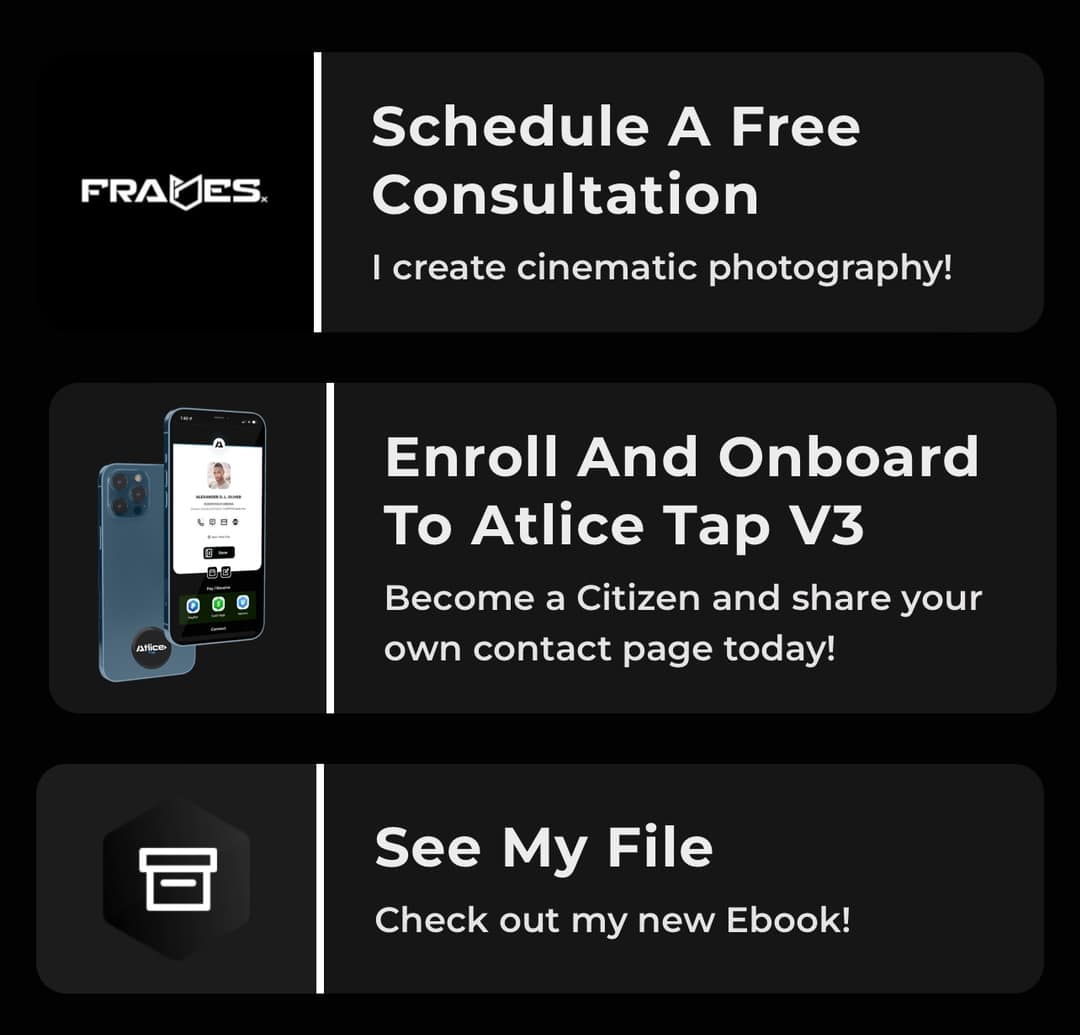 FRAMES
Schedule A Free
Consultation
I create cinematic photography!
ALEXANDER D. L. OLIVER
Save
Pay / Receive
Connect
Atlice
Enroll And Onboard
To Atlice Tap V3
Become a Citizen and share your
own contact page today!
See My File
Check out my new Ebook!